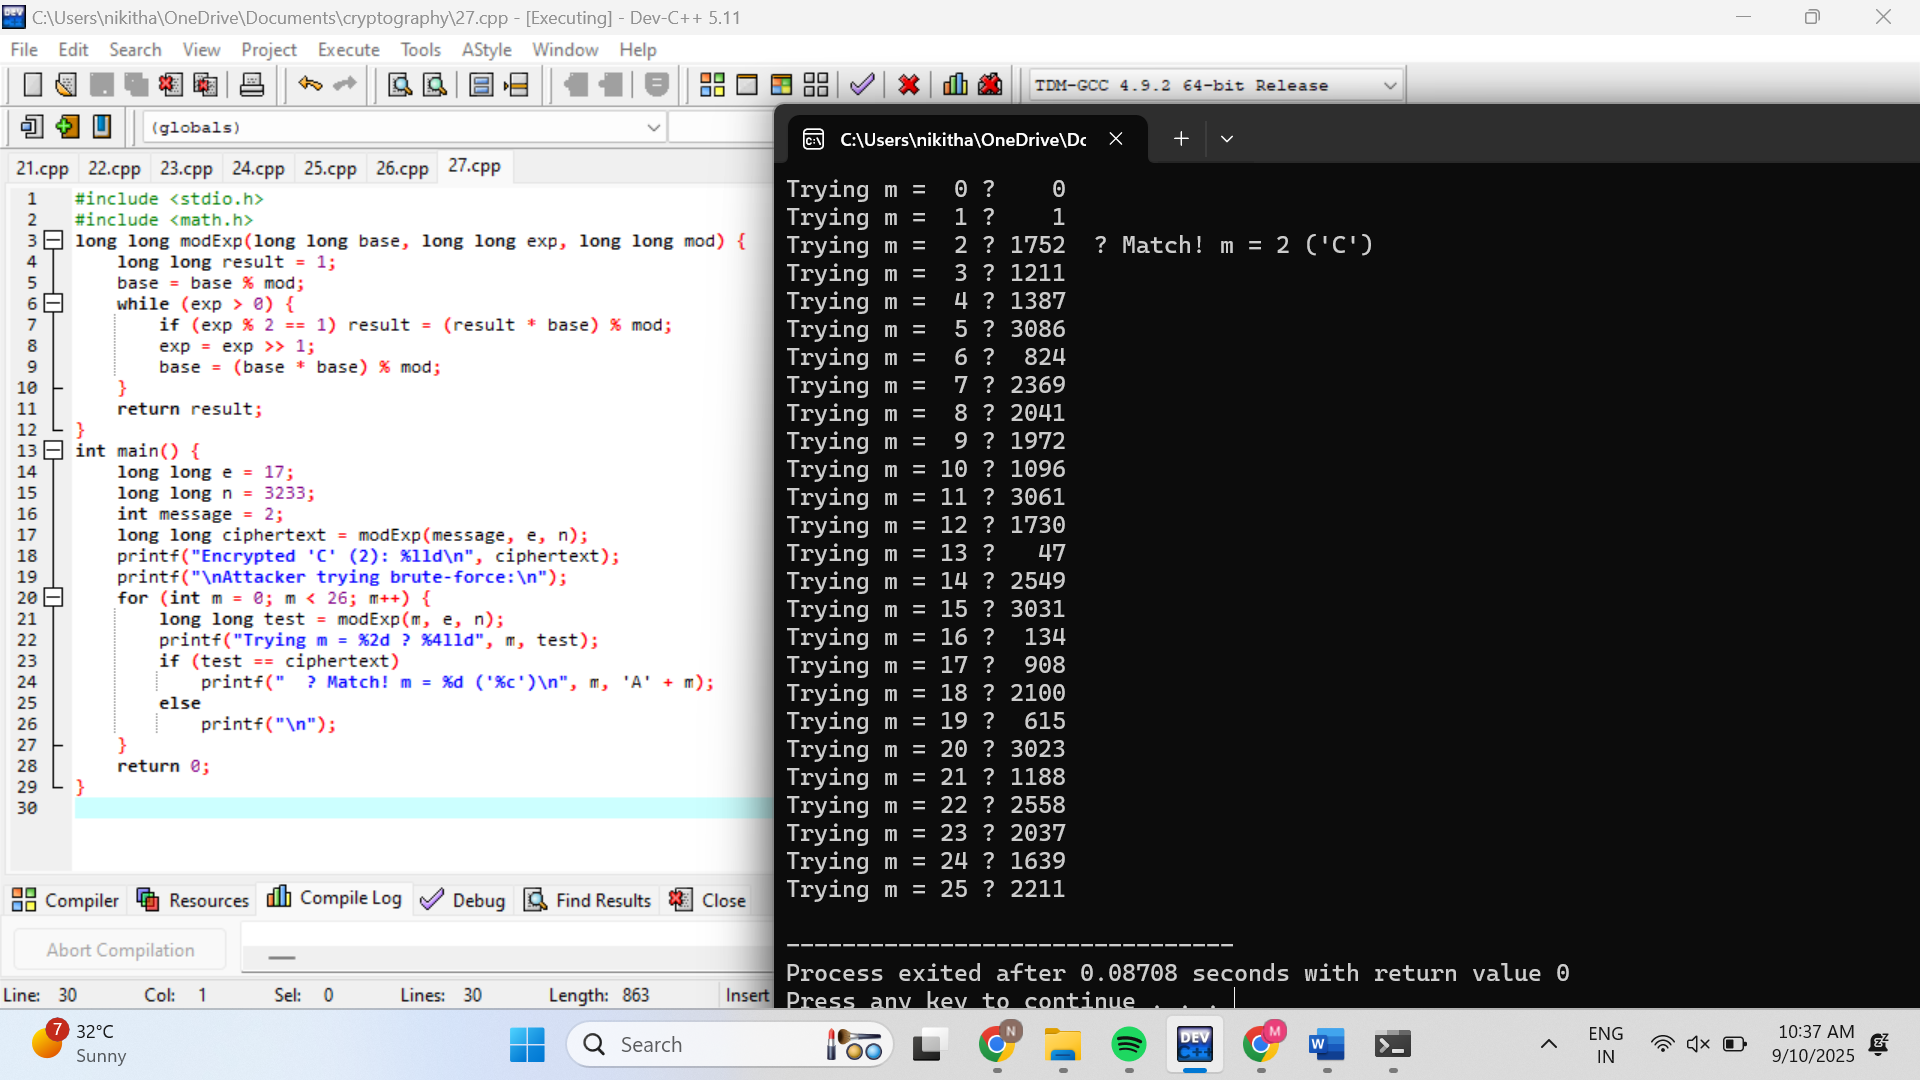 C:\Users\nikitha\OneDrive\Documents\cryptography\27.cpp - [Executing] - Dev-C++ 5.11
File Edit Search View Project Execute Tools AStyle Window Help
TDM-GCC 4.9.2 64-bit Release
(globals)
21.cpp 22.cpp 23.cpp 24.cpp 25.cpp 26.cpp 27.cpp
1 #include <stdio.h>
2 #include <math.h>
3 long long modExp(long long base, long long exp, long long mod) {
4 long long result = 1;
5 base = base % mod;
6 while (exp > 0) {
7 if (exp % 2 == 1) result = (result * base) % mod;
8 exp = exp >> 1;
9 base = (base * base) % mod;
10 }
11 return result;
12 }
13 int main() {
14 long long e = 17;
15 long long n = 3233;
16 int message = 2;
17 long long ciphertext = modExp(message, e, n);
18 printf("Encrypted 'C' (2): %lld\n", ciphertext);
19 printf("\nAttacker trying brute-force:\n");
20 for (int m = 0; m < 26; m++) {
21 long long test = modExp(m, e, n);
22 printf("Trying m = %2d ? %4lld", m, test);
23 if (test == ciphertext)
24 printf("  ? Match! m = %d ('%c')\n", m, 'A' + m);
25 else
26 printf("\n");
27 }
28 return 0;
29 }
30
Compiler Resources Compile Log Debug Find Results Close
Abort Compilation
Line: 30 Col: 1 Sel: 0 Lines: 30 Length: 863 Insert
C:\Users\nikitha\OneDrive\Dc
Trying m =  0 ?    0
Trying m =  1 ?    1
Trying m =  2 ? 1752  ? Match! m = 2 ('C')
Trying m =  3 ? 1211
Trying m =  4 ? 1387
Trying m =  5 ? 3086
Trying m =  6 ?  824
Trying m =  7 ? 2369
Trying m =  8 ? 2041
Trying m =  9 ? 1972
Trying m = 10 ? 1096
Trying m = 11 ? 3061
Trying m = 12 ? 1730
Trying m = 13 ?   47
Trying m = 14 ? 2549
Trying m = 15 ? 3031
Trying m = 16 ?  134
Trying m = 17 ?  908
Trying m = 18 ? 2100
Trying m = 19 ?  615
Trying m = 20 ? 3023
Trying m = 21 ? 1188
Trying m = 22 ? 2558
Trying m = 23 ? 2037
Trying m = 24 ? 1639
Trying m = 25 ? 2211
--------------------------------
Process exited after 0.08708 seconds with return value 0
Press any key to continue . . .
7 32°C
Sunny
Search
N
DEV C++
M
W
ENG
IN
10:37 AM
9/10/2025